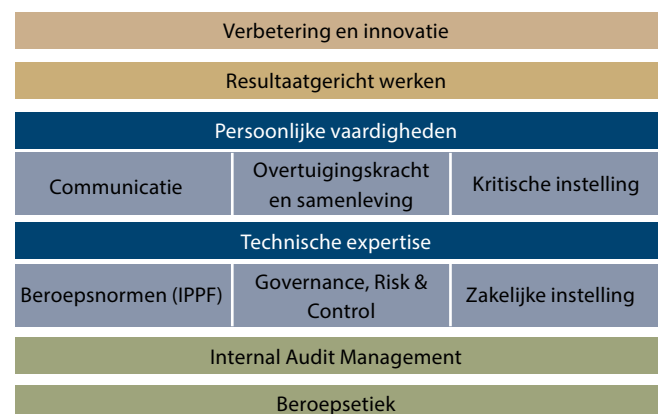 Verbetering en innovatie
Resultaatgericht werken
Persoonlijke vaardigheden
Communicatie
Overtuigingskracht
en samenleving
Kritische instelling
Technische expertise
Beroepsnormen (IPPF)
Governance, Risk &
Control
Zakelijke instelling
Internal Audit Management
Beroepsetiek